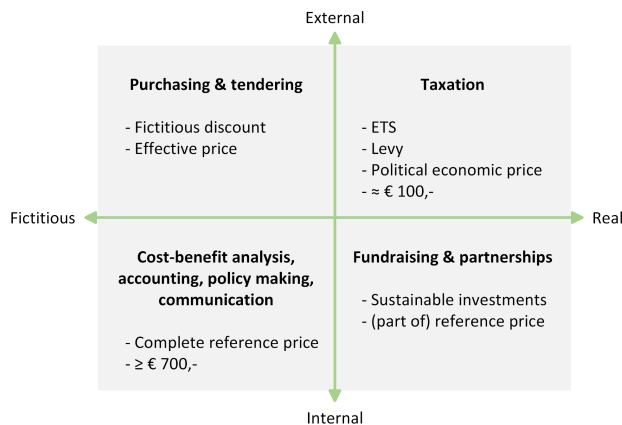 External
Purchasing & tendering
- Fictitious discount
- Effective price
Taxation
- ETS
- Levy
- Political economic price
- ≈ € 100,-
Fictitious
Real
Cost-benefit analysis,
accounting, policy making,
communication
- Complete reference price
- ≥ € 700,-
Fundraising & partnerships
- Sustainable investments
- (part of) reference price
Internal